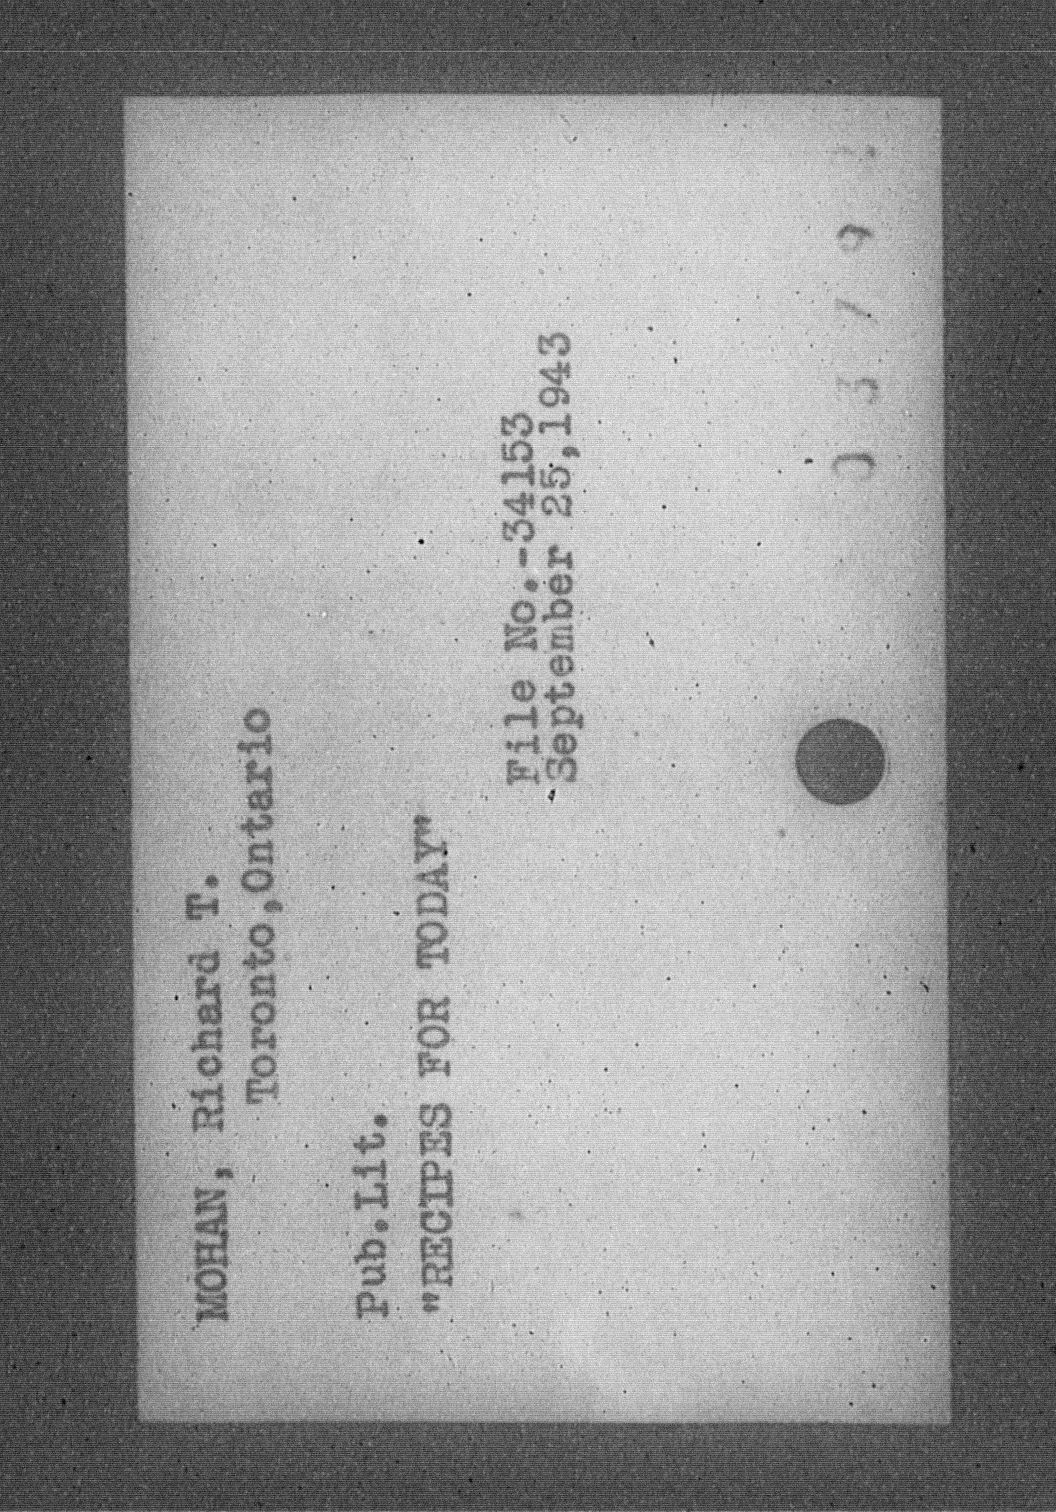 MOHAN, Richard T.
Toronto,Ontario
Pub.Lit.
"RECIPES FOR TODAY"
File No.-34153
September 25,1943